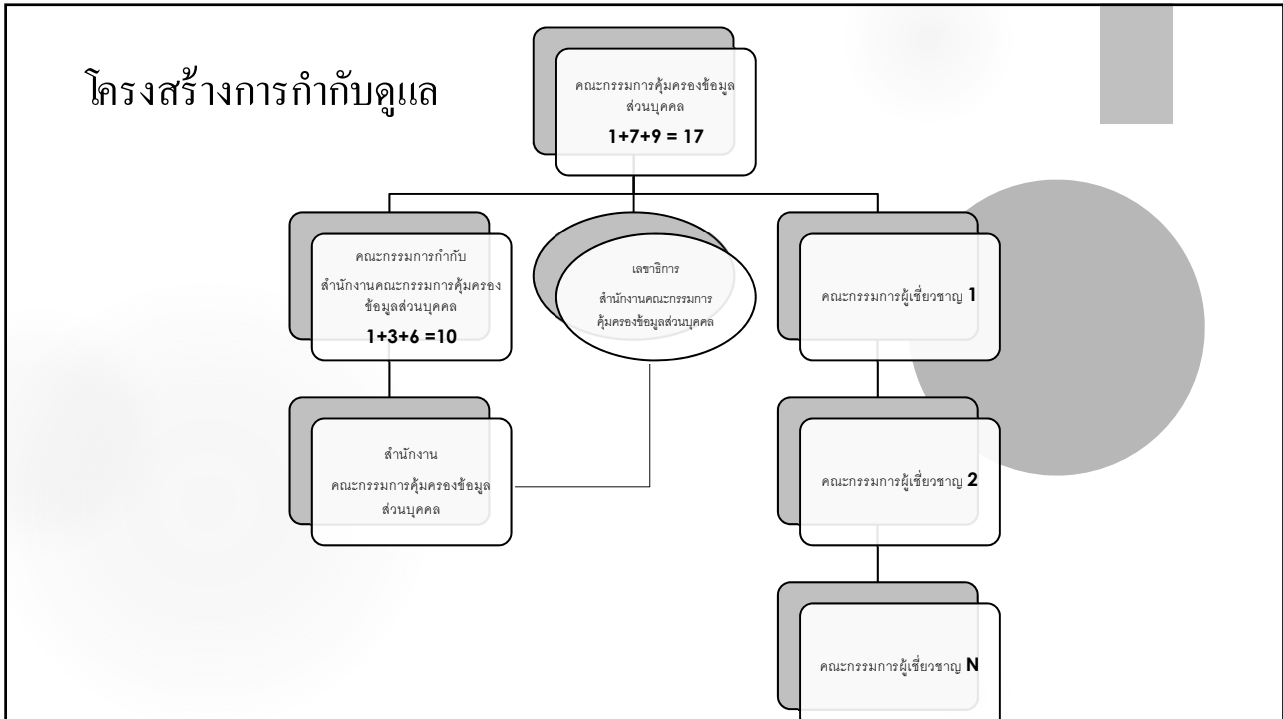 โครงสร้างการกำกับดูแล
คณะกรรมการคุ้มครองข้อมูล
ส่วนบุคคล
1+7+9 = 17
คณะกรรมการกำกับ
สำนักงานคณะกรรมการคุ้มครอง
ข้อมูลส่วนบุคคล
1+3+6 =10
เลขาธิการ
สำนักงานคณะกรรมการ
คุ้มครองข้อมูลส่วนบุคคล
คณะกรรมการผู้เชี่ยวชาญ 1
สำนักงาน
คณะกรรมการคุ้มครองข้อมูล
ส่วนบุคคล
คณะกรรมการผู้เชี่ยวชาญ 2
คณะกรรมการผู้เชี่ยวชาญ N